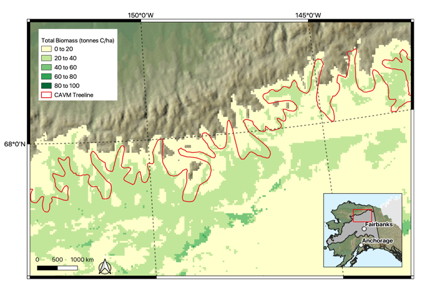 150°0'W 145°0'W
Total Biomass (tonnes C/ha)
0 to 20
20 to 40
40 to 60
60 to 80
80 to 100
CAVM Treeline
68°0'N
Fairbanks
Anchorage
0 500 1000 km